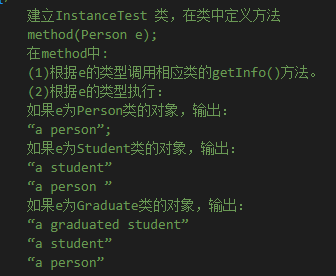 建立InstanceTest 类，在类中定义方法
method(Person e);
在method中:
(1)根据e的类型调用相应类的getInfo()方法。
(2)根据e的类型执行：
如果e为Person类的对象，输出：
“a person”;
如果e为Student类的对象，输出：
“a student”
“a person ”
如果e为Graduate类的对象，输出：
“a graduated student”
“a student”
“a person”